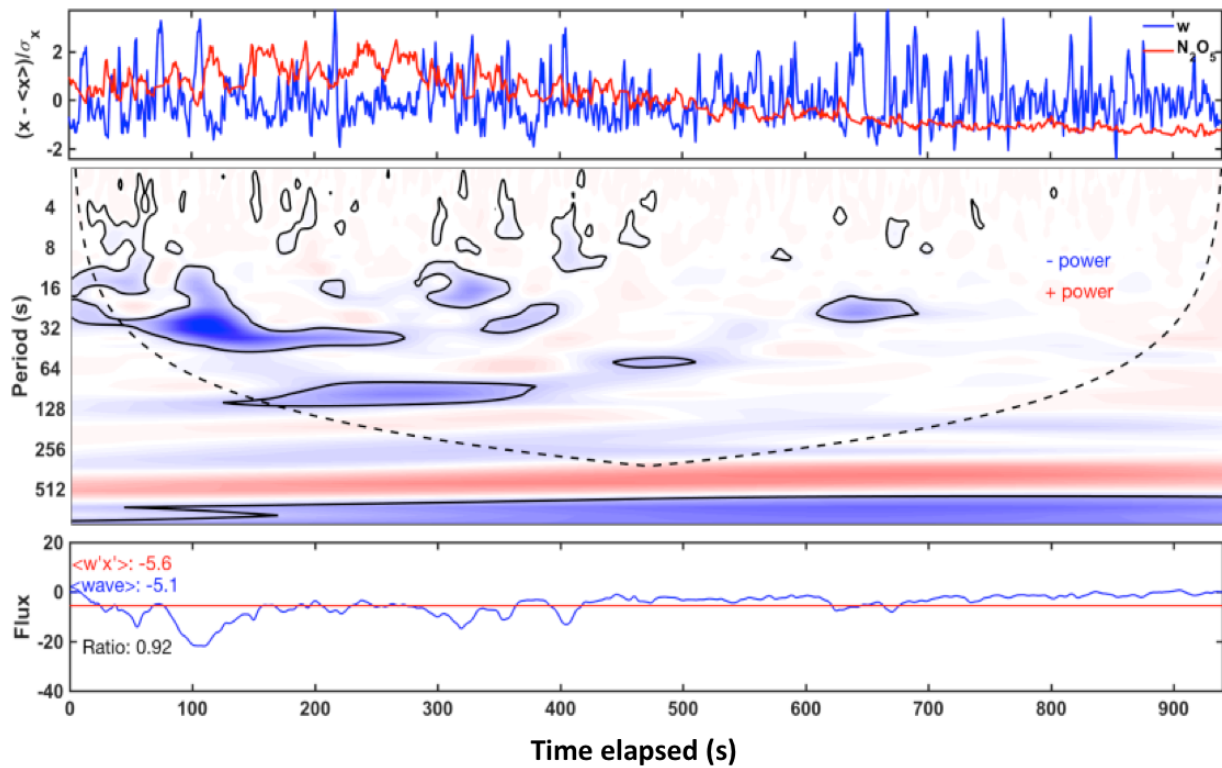 (x - <x>)/σx
2
0
-2
w
N2O5
Period (s)
4
8
16
32
64
128
256
512
- power
+ power
Flux
20
0
-20
-40
<w'x'>: -5.6
<wave>: -5.1
Ratio: 0.92
0 100 200 300 400 500 600 700 800 900
Time elapsed (s)